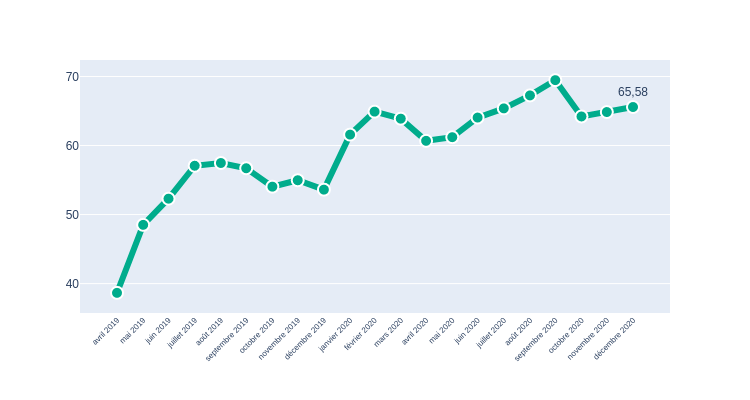 70
60
50
40
65,58
avril 2019
mai 2019
juin 2019
juillet 2019
août 2019
septembre 2019
octobre 2019
novembre 2019
décembre 2019
janvier 2020
février 2020
mars 2020
avril 2020
mai 2020
juin 2020
juillet 2020
août 2020
septembre 2020
octobre 2020
novembre 2020
décembre 2020